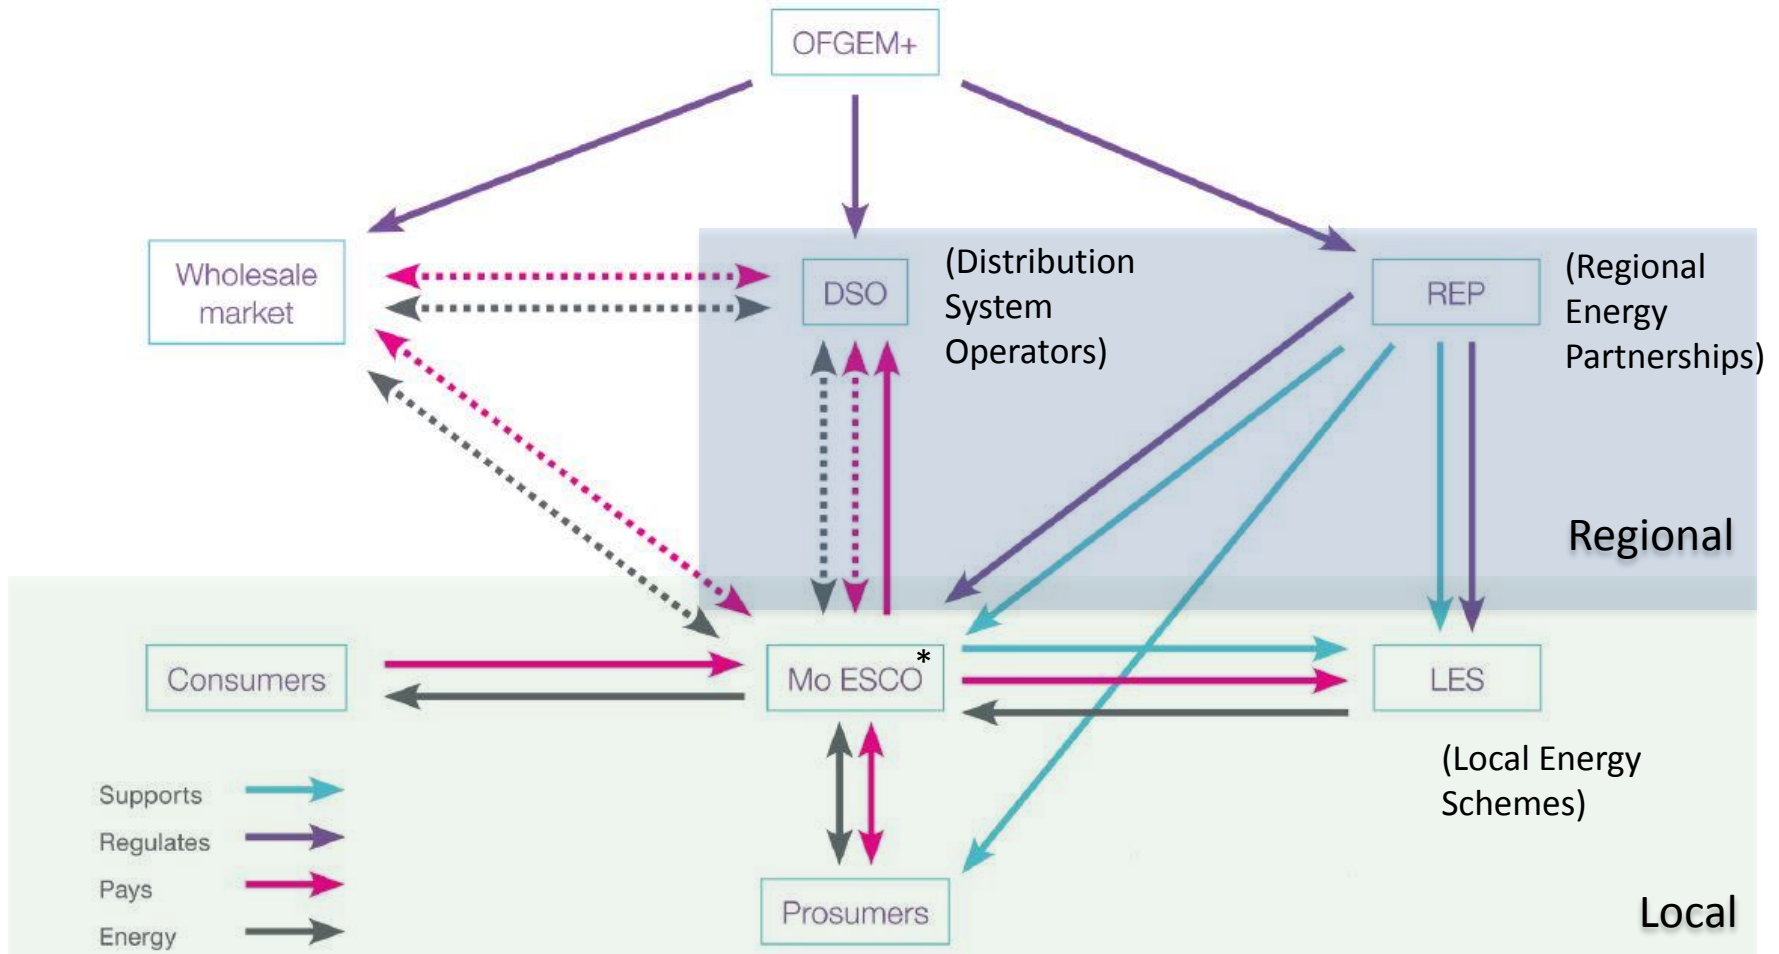 OFGEM+
Wholesale
market
DSO
(Distribution
System
Operators)
REP
(Regional
Energy
Partnerships)
Regional
Consumers
Mo ESCO*
LES
(Local Energy
Schemes)
Supports
Regulates
Pays
Energy
Prosumers
Local